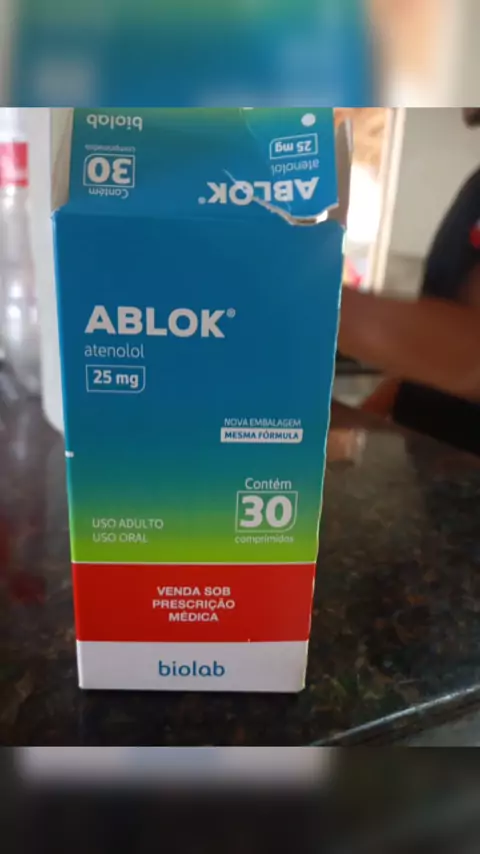 biolab
Contém
30
comprimidos
ABLOK®
atenolol
25 mg
ABLOK®
atenolol
25 mg
NOVA EMBALAGEM
MESMA FÓRMULA
Contém
30
comprimidos
USO ADULTO
USO ORAL
VENDA SOB
PRESCRIÇÃO
MÉDICA
biolab